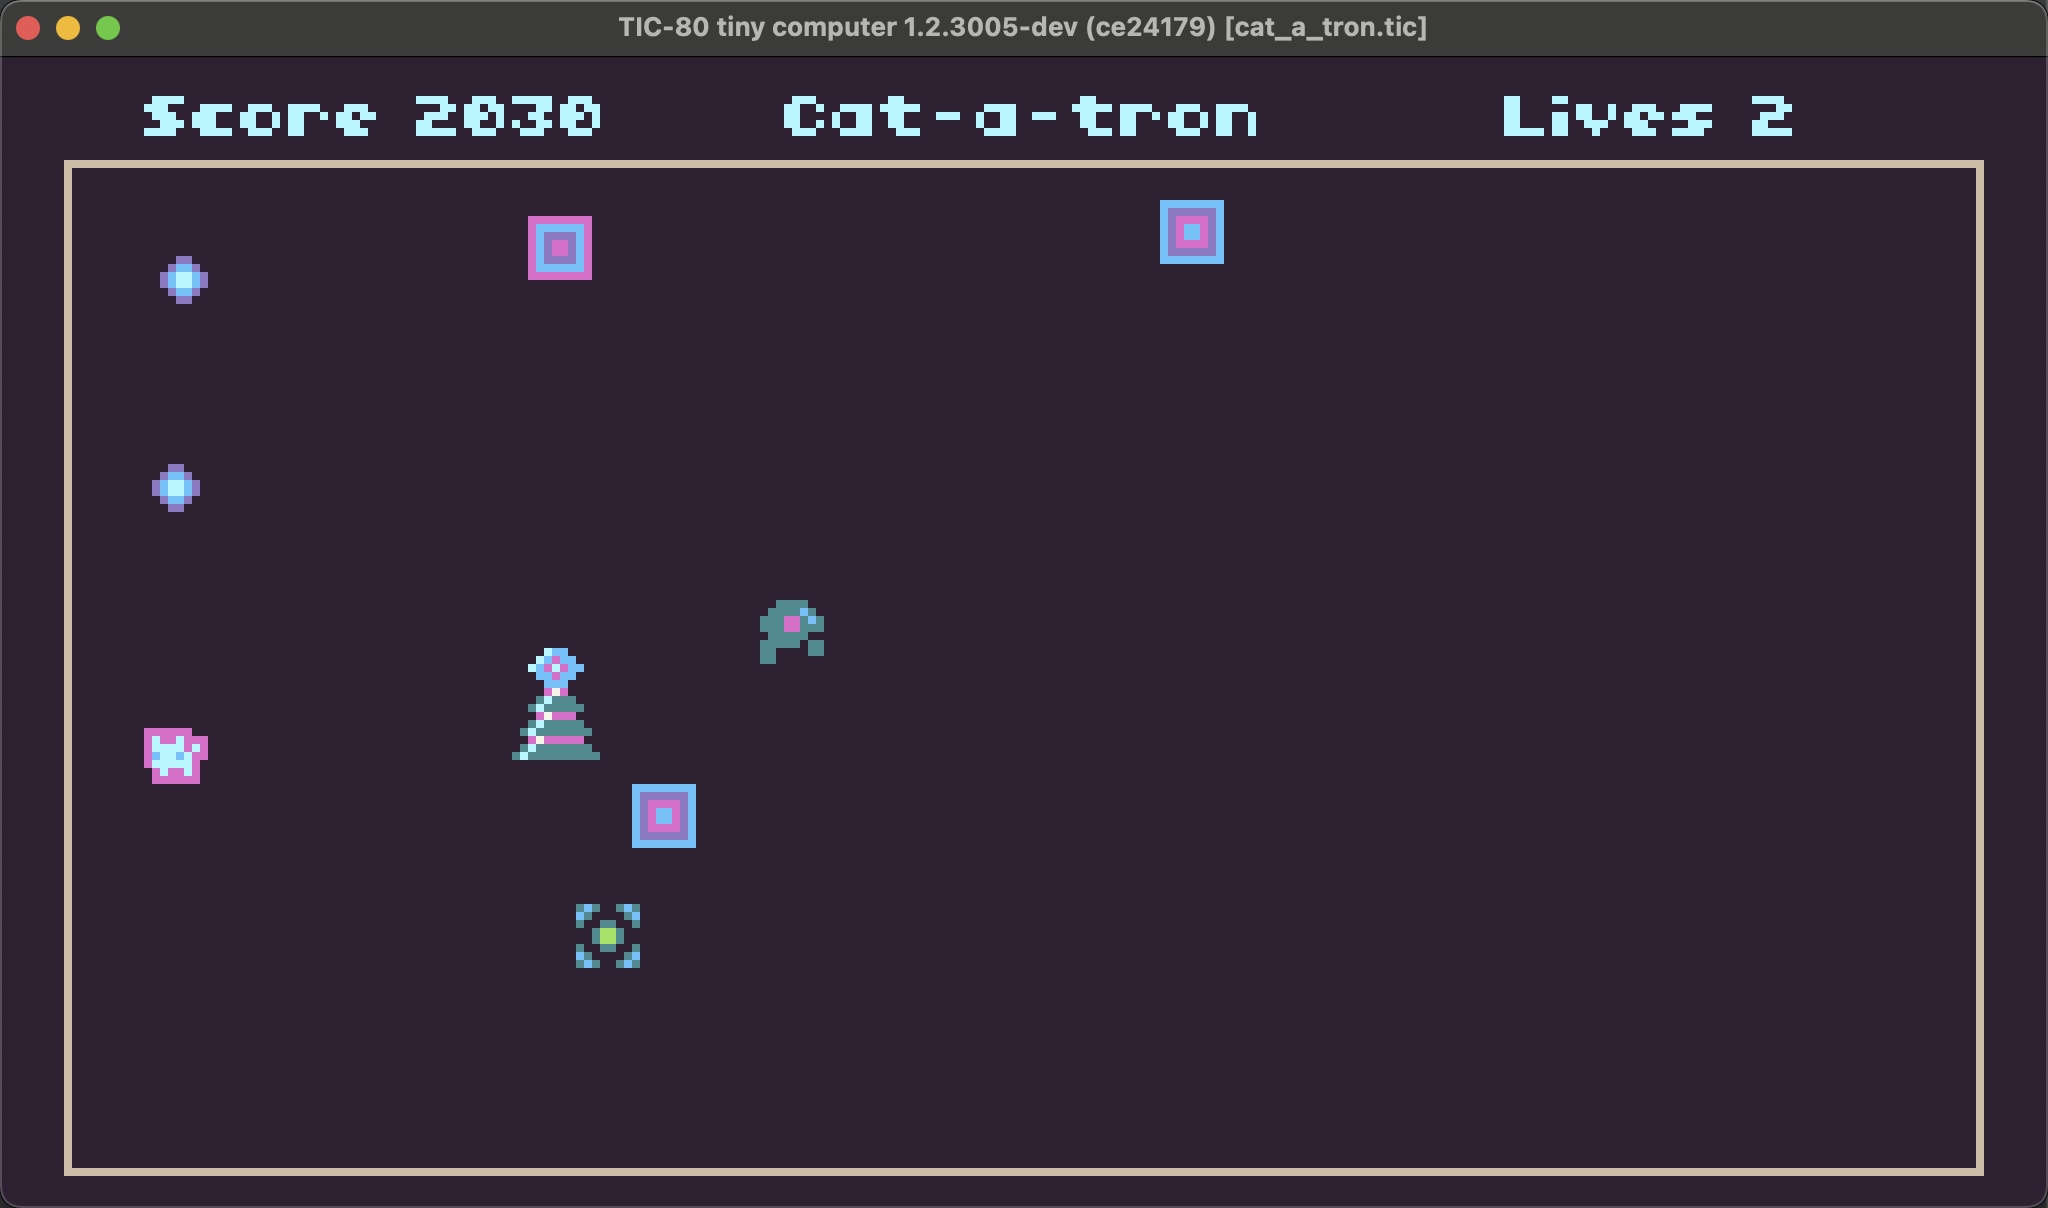 TIC-80 tiny computer 1.2.3005-dev (ce24179) [cat_a_tron.tic]
Score 2030 Cat-a-tron Lives 2